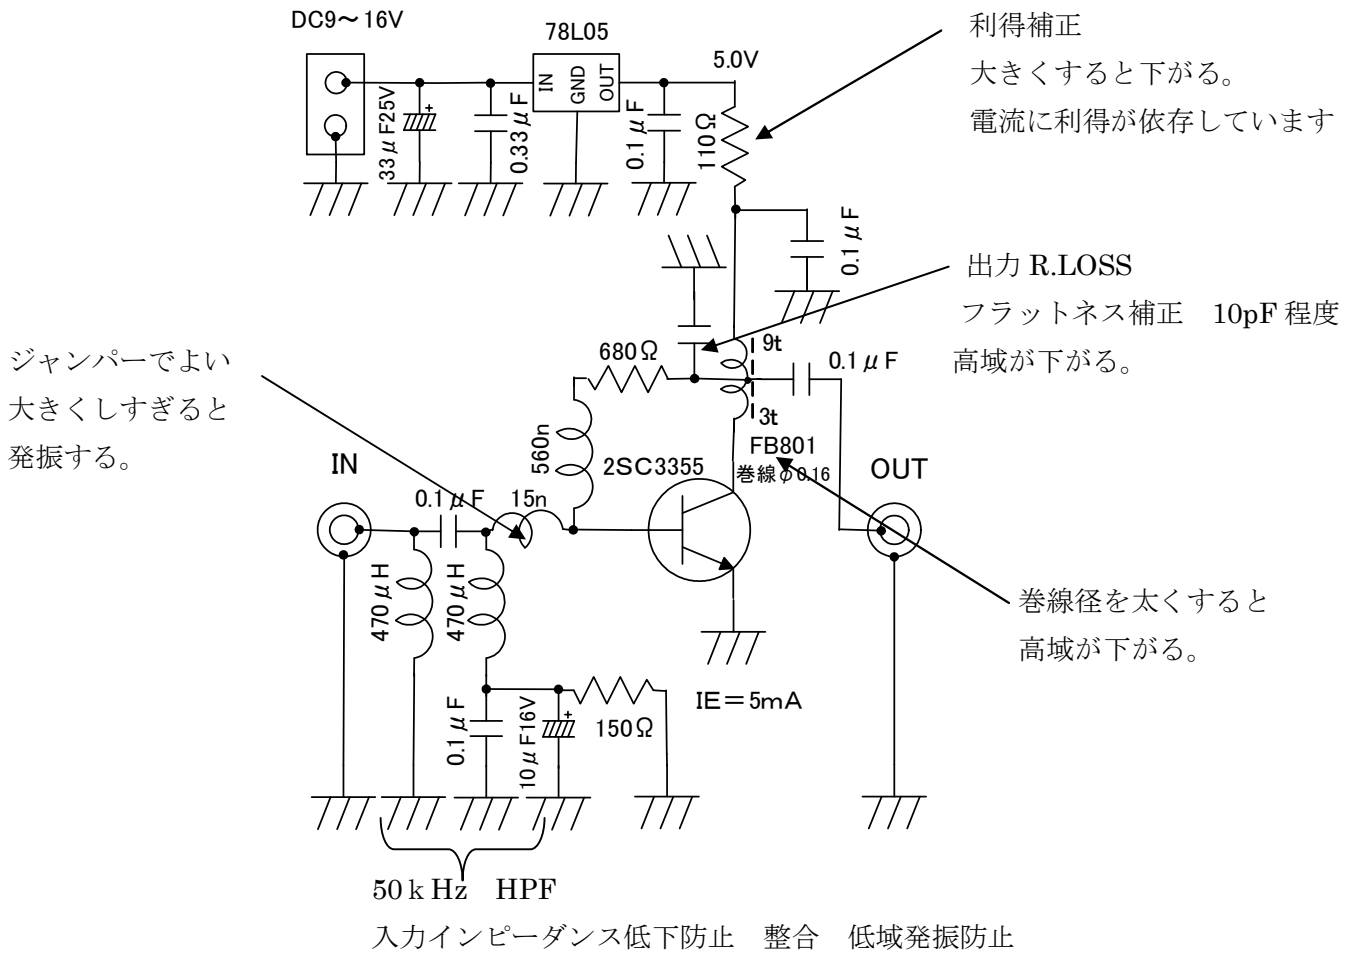 DC9～16V
78L05
IN
GND
OUT
5.0V
33μF25V
+
0.33μF
0.1μF
110Ω
0.1μF
利得補正
大きくすると下がる。
電流に利得が依存しています
出力 R.LOSS
フラットネス補正　10pF 程度
高域が下がる。
ジャンパーでよい
大きくしすぎると
発振する。
680Ω
9t
3t
0.1μF
560n
FB801
巻線φ0.16
2SC3355
IN
OUT
0.1μF
15n
470μH
470μH
巻線径を太くすると
高域が下がる。
0.1μF
10μF16V
+
150Ω
IE＝5mA
50ｋHz　HPF
入力インピーダンス低下防止　整合　低域発振防止